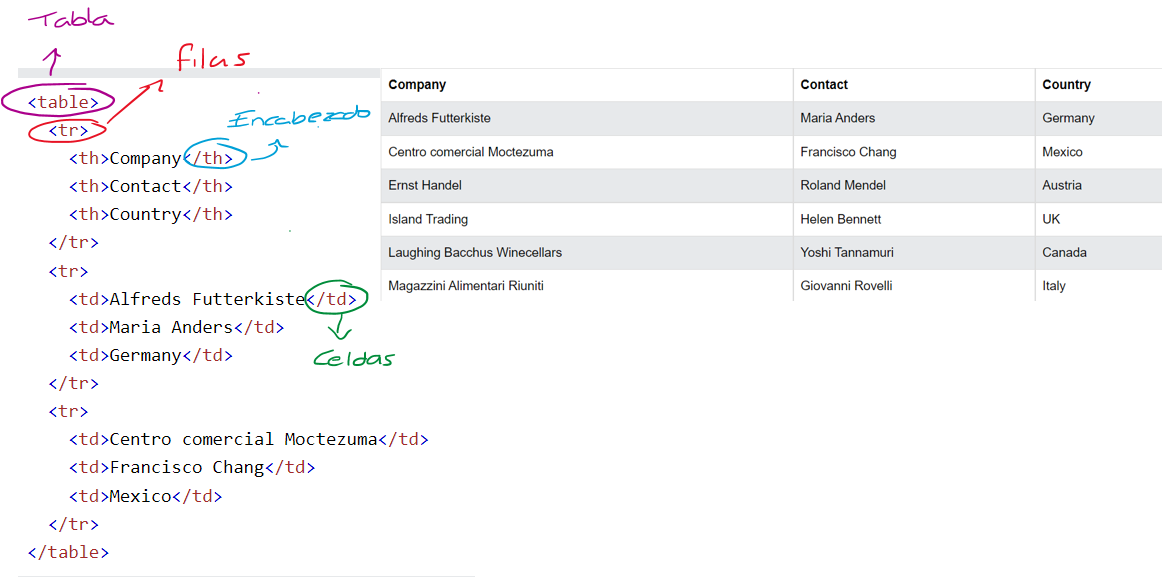 Tabla
filas
Encabezado
<table>
<tr>
<th>Company</th>
<th>Contact</th>
<th>Country</th>
</tr>
<tr>
<td>Alfreds Futterkiste</td>
<td>Maria Anders</td>
<td>Germany</td>
</tr>
Celdas
<tr>
<td>Centro comercial Moctezuma</td>
<td>Francisco Chang</td>
<td>Mexico</td>
</tr>
</table>
Company Contact Country
Alfreds Futterkiste Maria Anders Germany
Centro comercial Moctezuma Francisco Chang Mexico
Ernst Handel Roland Mendel Austria
Island Trading Helen Bennett UK
Laughing Bacchus Winecellars Yoshi Tannamuri Canada
Magazzini Alimentari Riuniti Giovanni Rovelli Italy